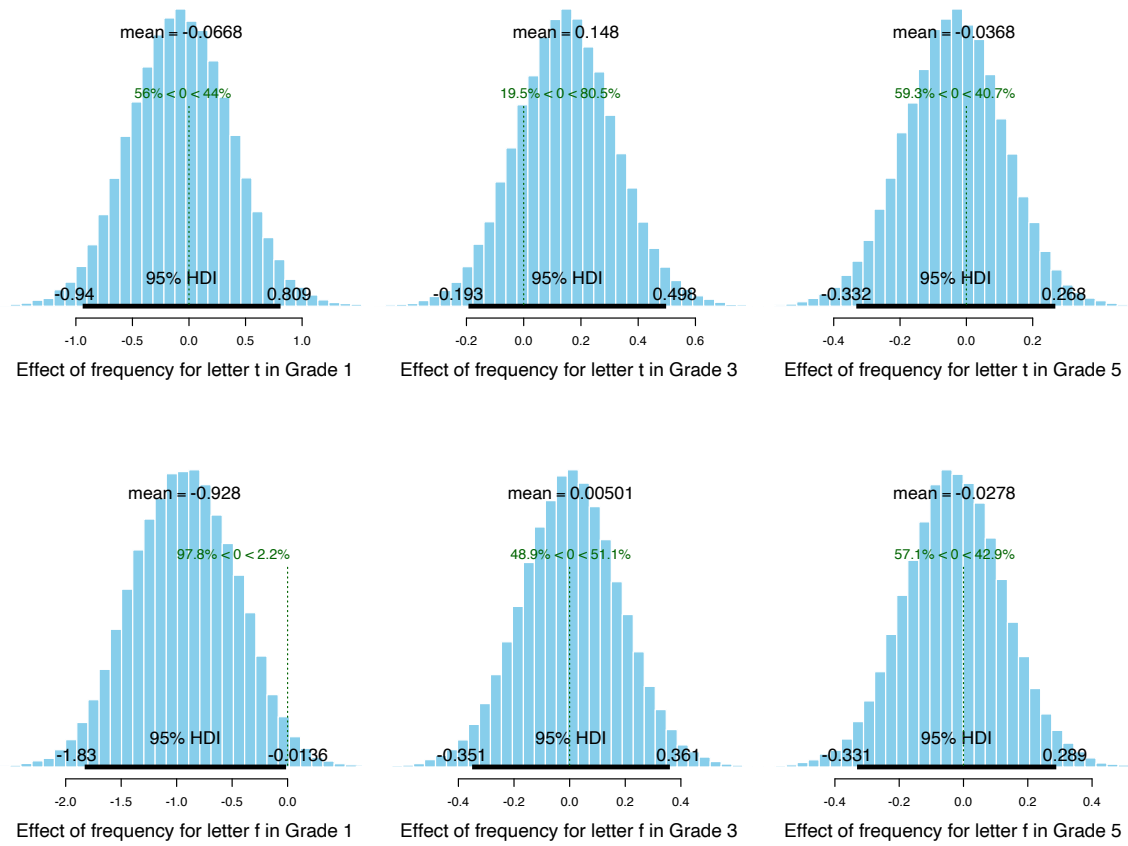 mean = -0.0668
56% < 0 < 44%
95% HDI
-0.94
0.809
-1.0 -0.5 0.0 0.5 1.0
Effect of frequency for letter t in Grade 1
mean = 0.148
19.5% < 0 < 80.5%
95% HDI
-0.193
0.498
-0.2 0.0 0.2 0.4 0.6
Effect of frequency for letter t in Grade 3
mean = -0.0368
59.3% < 0 < 40.7%
95% HDI
-0.332
0.268
-0.4 -0.2 0.0 0.2
Effect of frequency for letter t in Grade 5
mean = -0.928
97.8% < 0 < 2.2%
95% HDI
-1.83
-0.0136
-2.0 -1.5 -1.0 -0.5 0.0
Effect of frequency for letter f in Grade 1
mean = 0.00501
48.9% < 0 < 51.1%
95% HDI
-0.351
0.361
-0.4 -0.2 0.0 0.2 0.4
Effect of frequency for letter f in Grade 3
mean = -0.0278
57.1% < 0 < 42.9%
95% HDI
-0.331
0.289
-0.4 -0.2 0.0 0.2 0.4
Effect of frequency for letter f in Grade 5